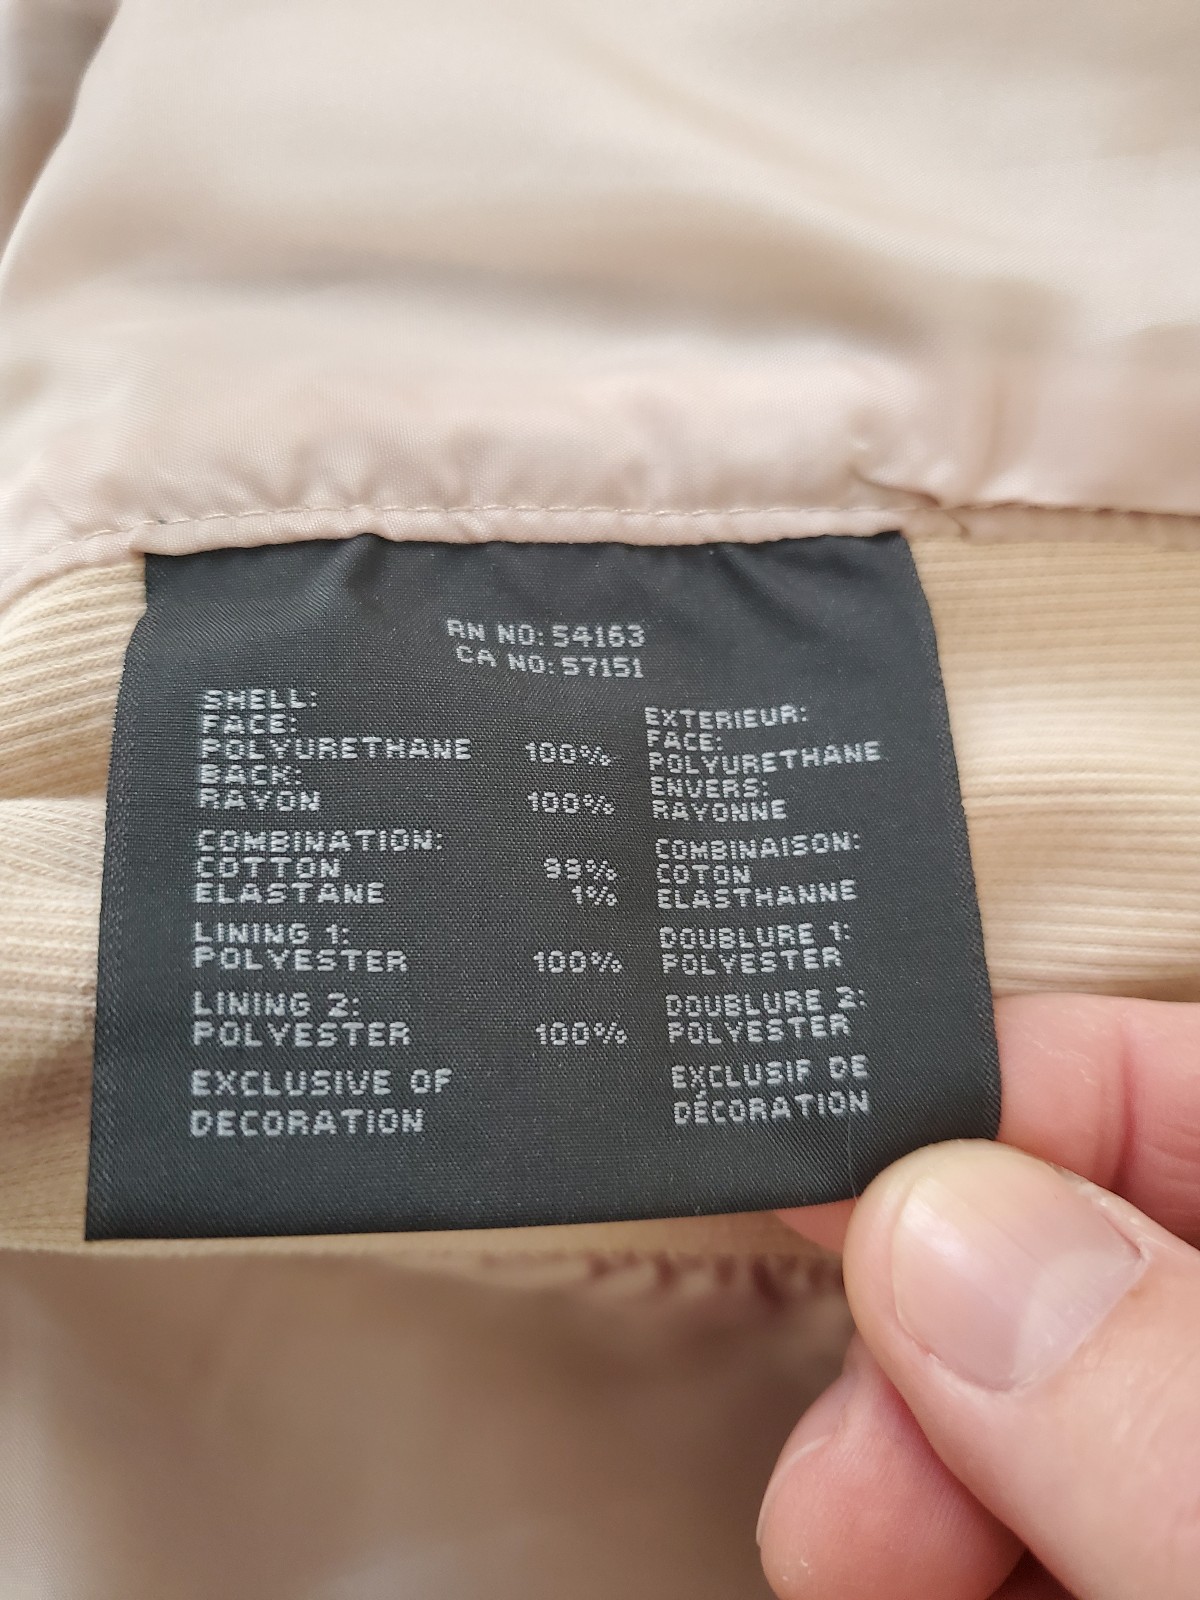 RN NO: 54163
CA NO: 57151
SHELL:
FACE:
POLYURETHANE 100%
BACK:
RAYON 100%
COMBINATION:
COTTON 99%
ELASTANE 1%
LINING 1:
POLYESTER 100%
LINING 2:
POLYESTER 100%
EXCLUSIVE OF
DECORATION
EXTERIEUR:
FACE:
POLYURETHANE
ENVERS:
RAYONNE
COMBINAISON:
COTON
ELASTHANNE
DOUBLURE 1:
POLYESTER
DOUBLURE 2:
POLYESTER
EXCLUSIF DE
DÉCORATION